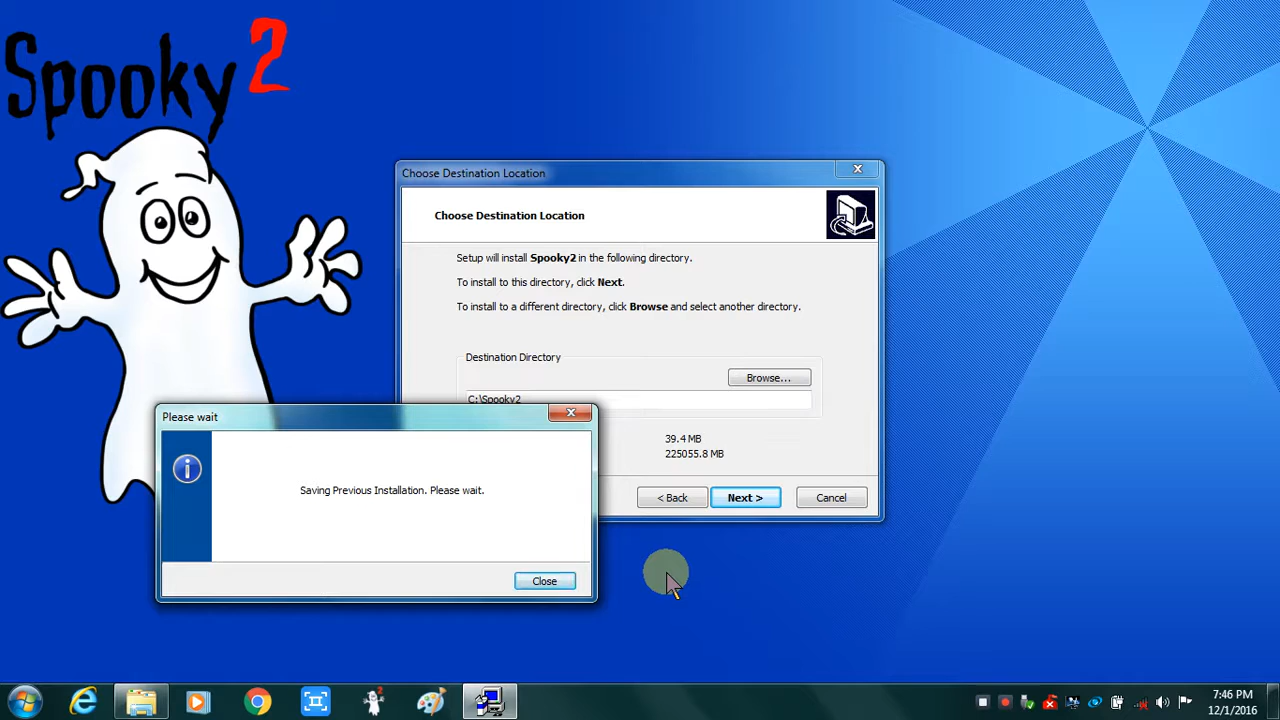 Spooky2
Choose Destination Location
Choose Destination Location
Setup will install Spooky2 in the following directory.
To install to this directory, click Next.
To install to a different directory, click Browse and select another directory.
Destination Directory
Browse...
C:\Spooky2
39.4 MB
225055.8 MB
< Back
Next >
Cancel
Please wait
Saving Previous Installation. Please wait.
Close
7:46 PM
12/1/2016